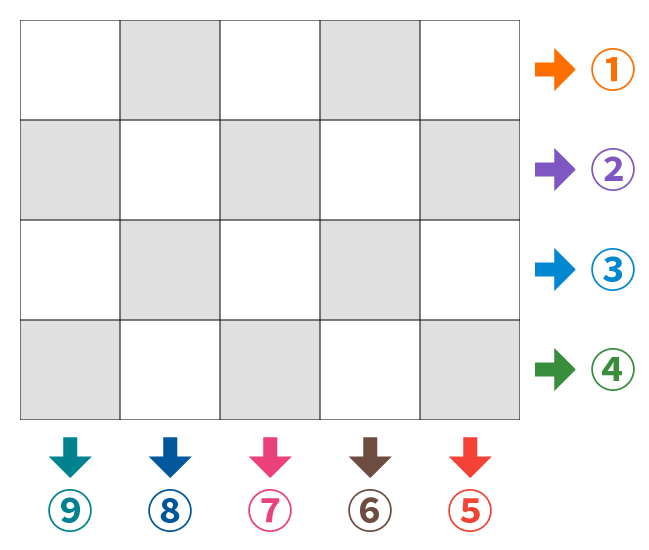 ①
②
③
④
⑨ ⑧ ⑦ ⑥ ⑤